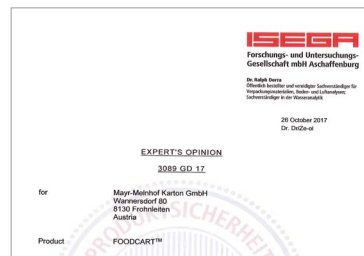 ISEGA
Forschungs- und Untersuchungs-
Gesellschaft mbH Aschaffenburg
Dr. Ralph Derra
Öffentlich bestellter und vereidigter Sachverständiger für
Verpackungsmaterialien, Boden- und Luftanalysen;
Sachverständiger in der Wasseranalytik
26 October 2017
Dr. DriZe-ol
EXPERT'S OPINION
3089 GD 17
for
Mayr-Melnhof Karton GmbH
Wannersdorf 80
8130 Frohnleiten
Austria
Product
FOODCART™
PRODUKTSICHERHEIT